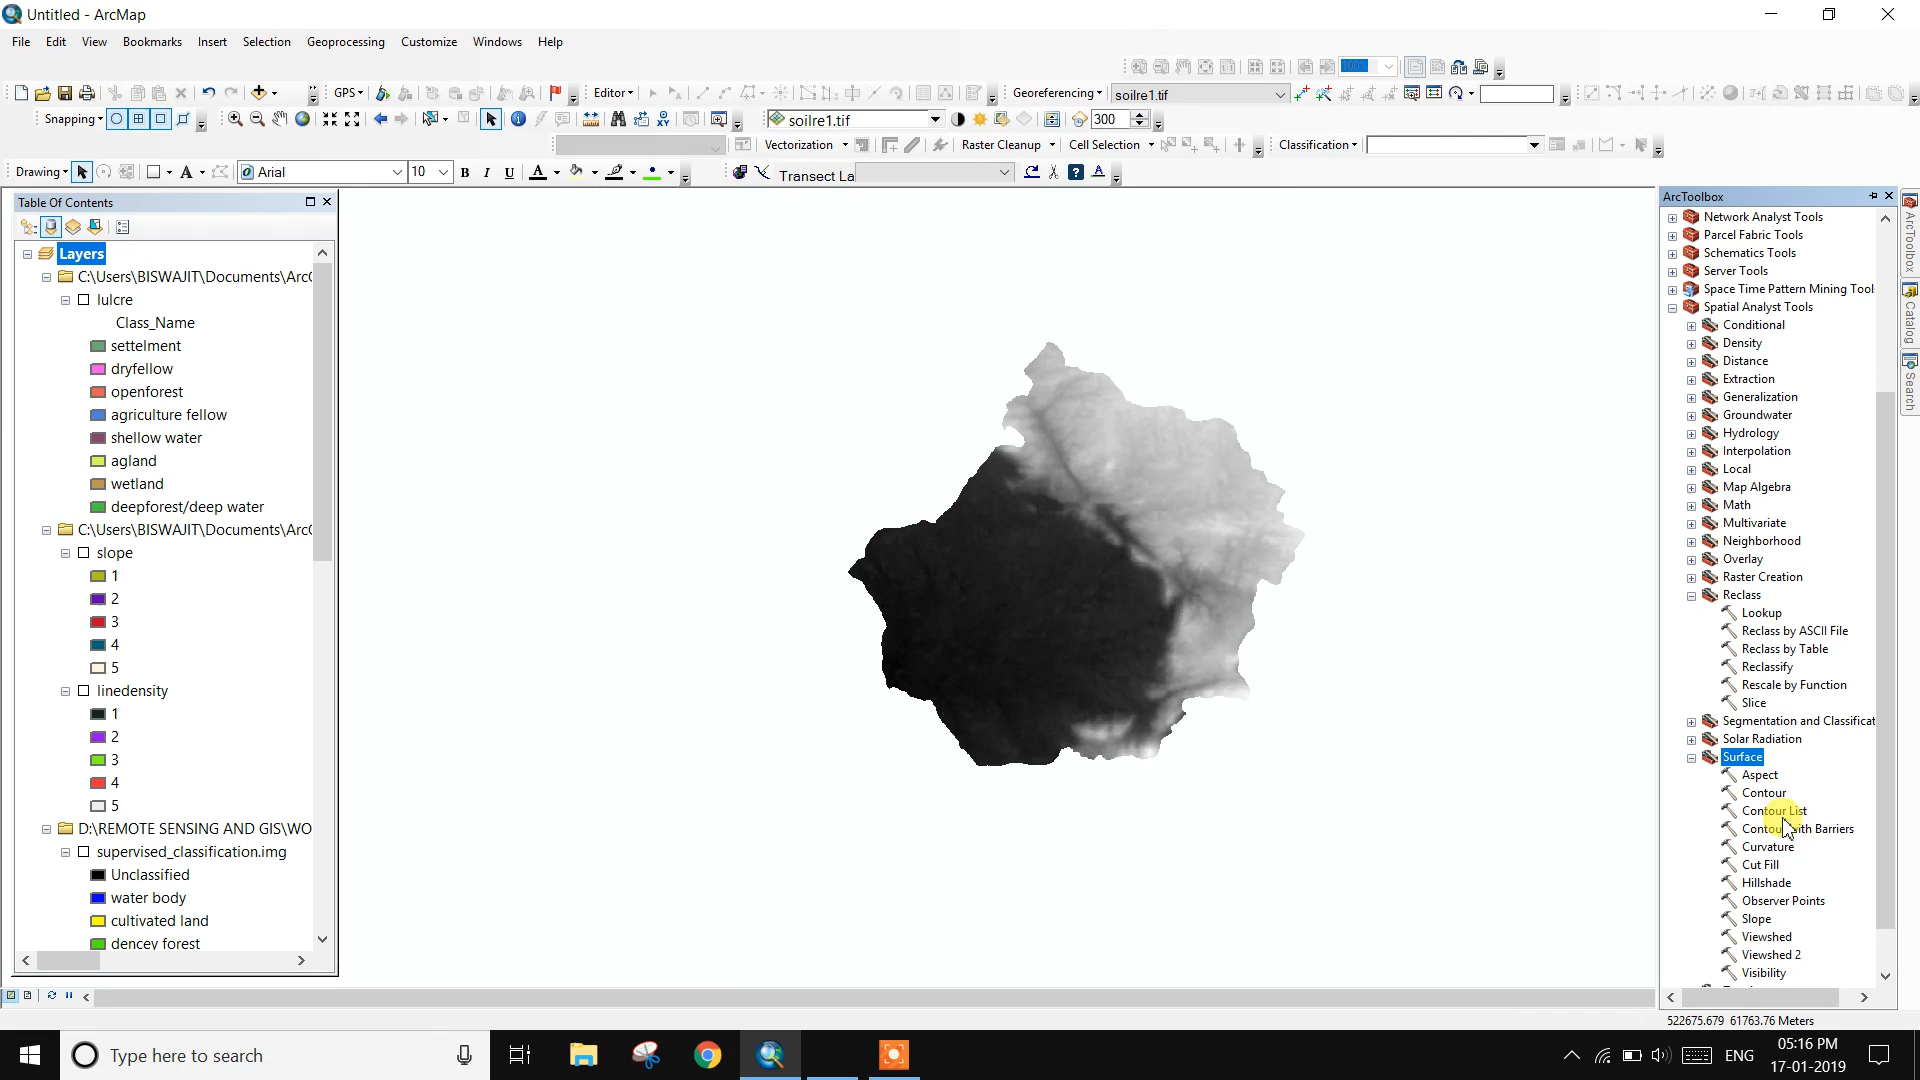 Untitled - ArcMap
File Edit View Bookmarks Insert Selection Geoprocessing Customize Windows Help
100%
GPS Editor Georeferencing soilre1.tif
Snapping soilre1.tif 300
Vectorization Raster Cleanup Cell Selection Classification
Drawing Arial 10 B I U A Transect La
Table Of Contents
Layers
C:\Users\BISWAJIT\Documents\Arc
lulcre
Class_Name
settelment
dryfellow
openforest
agriculture fellow
shellow water
agland
wetland
deepforest/deep water
C:\Users\BISWAJIT\Documents\Arc
slope
1
2
3
4
5
linedensity
1
2
3
4
5
D:\REMOTE SENSING AND GIS\WO
supervised_classification.img
Unclassified
water body
cultivated land
dencey forest
ArcToolbox
Network Analyst Tools
Parcel Fabric Tools
Schematics Tools
Server Tools
Space Time Pattern Mining Tool
Spatial Analyst Tools
Conditional
Density
Distance
Extraction
Generalization
Groundwater
Hydrology
Interpolation
Local
Map Algebra
Math
Multivariate
Neighborhood
Overlay
Raster Creation
Reclass
Lookup
Reclass by ASCII File
Reclass by Table
Reclassify
Rescale by Function
Slice
Segmentation and Classificat
Solar Radiation
Surface
Aspect
Contour
Contour List
Contour with Barriers
Curvature
Cut Fill
Hillshade
Observer Points
Slope
Viewshed
Viewshed 2
Visibility
ArcToolbox
Catalog
Search
522675.679 61763.76 Meters
Type here to search
ENG
05:16 PM
17-01-2019